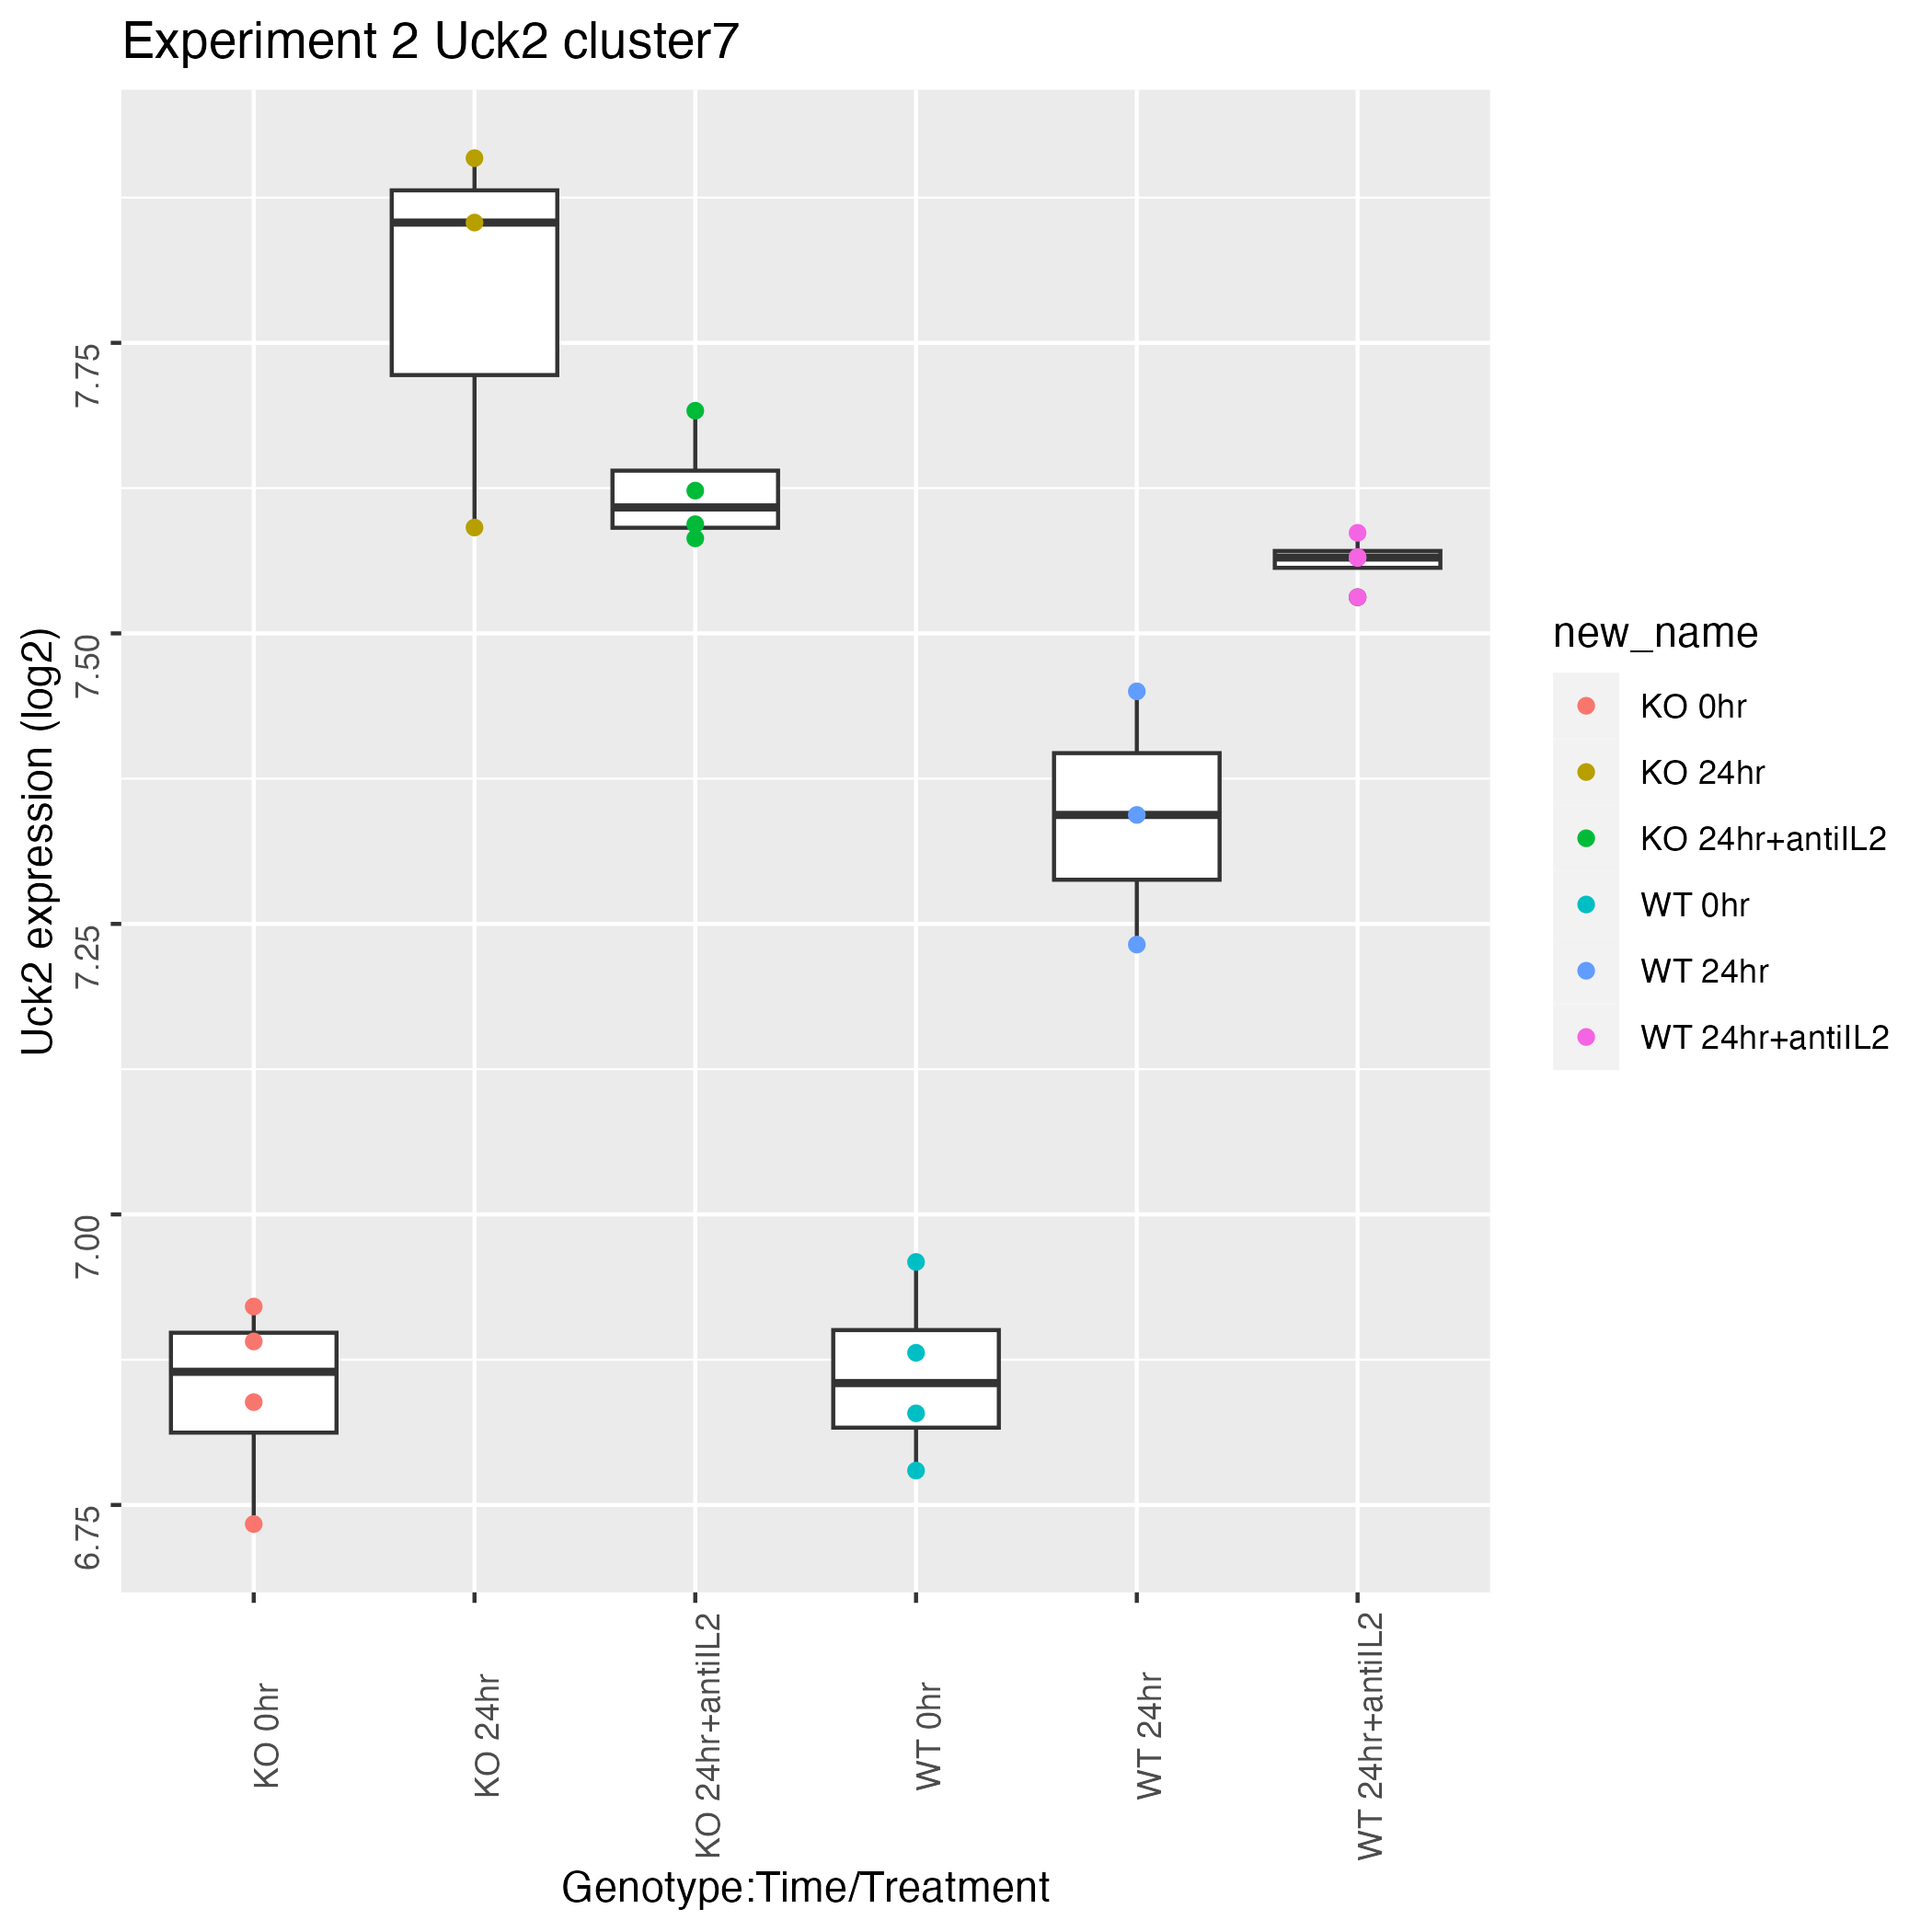 Experiment 2 Uck2 cluster7
Uck2 expression (log2)
7.75
7.50
7.25
7.00
6.75
KO 0hr
KO 24hr
KO 24hr+antiIL2
WT 0hr
WT 24hr
WT 24hr+antiIL2
Genotype:Time/Treatment
new_name
KO 0hr
KO 24hr
KO 24hr+antiIL2
WT 0hr
WT 24hr
WT 24hr+antiIL2